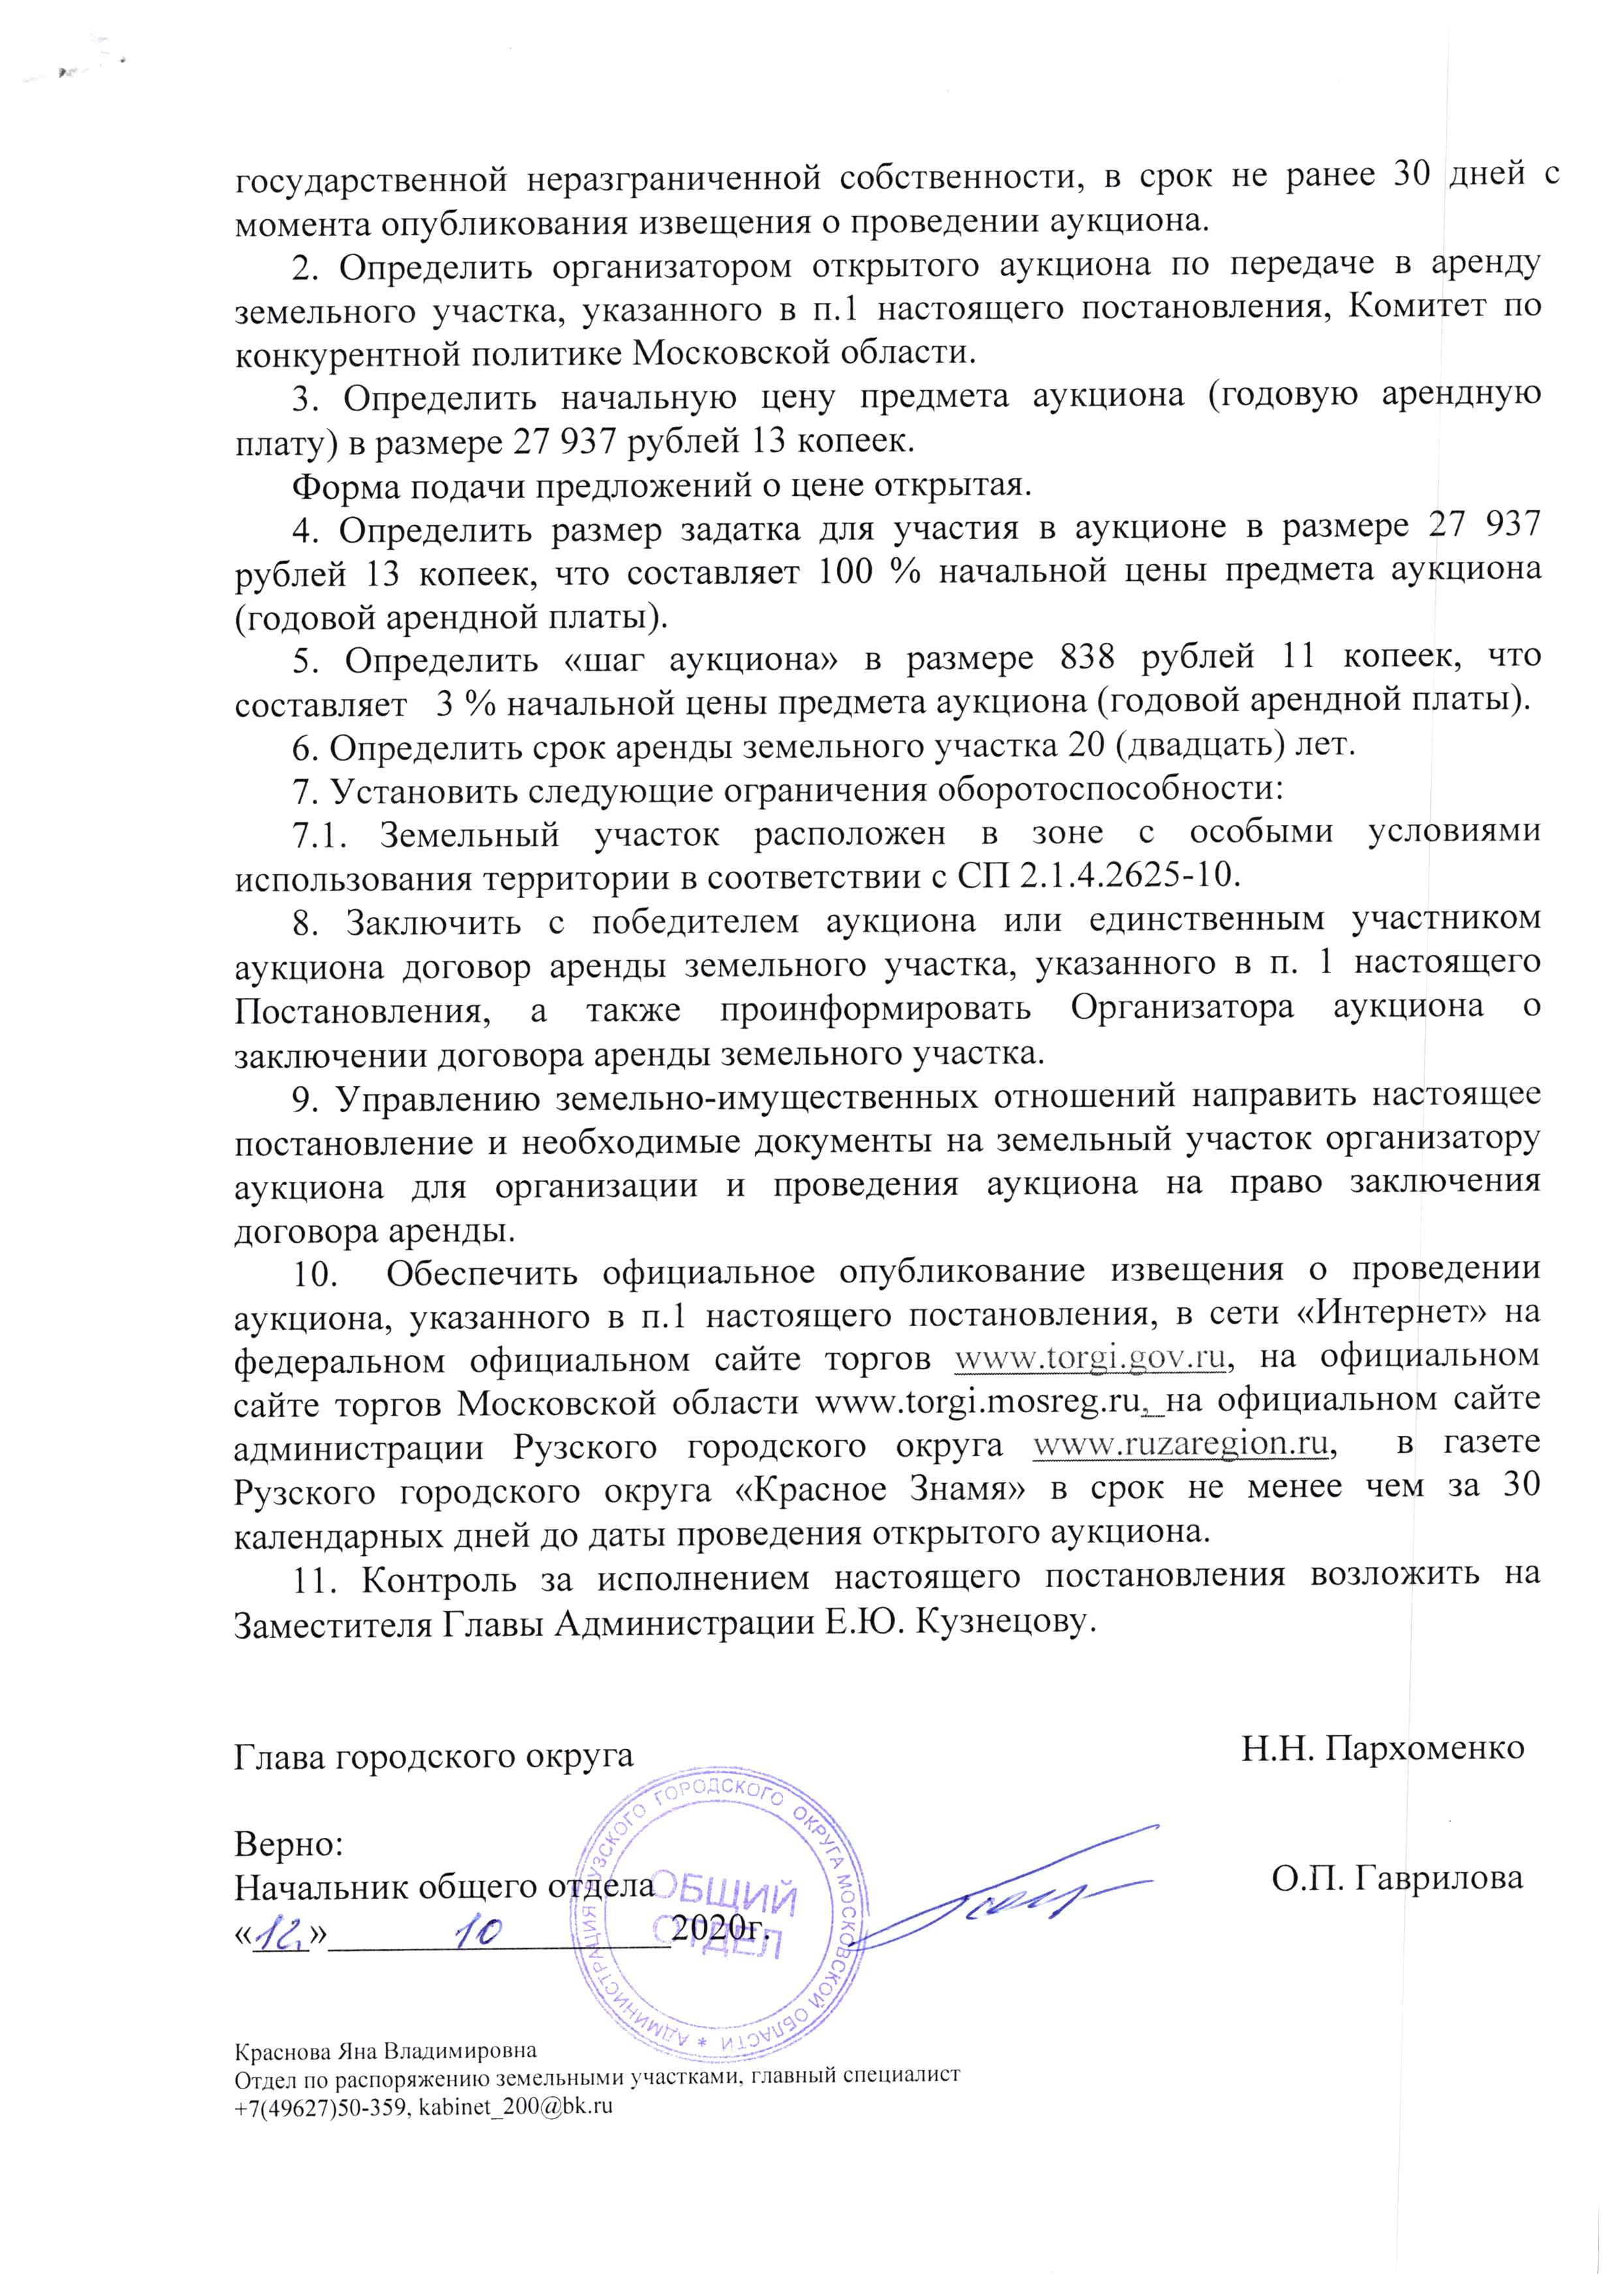 государственной неразграниченной собственности, в срок не ранее 30 дней с
момента опубликования извещения о проведении аукциона.
2. Определить организатором открытого аукциона по передаче в аренду
земельного участка, указанного в п.1 настоящего постановления, Комитет по
конкурентной политике Московской области.
3. Определить начальную цену предмета аукциона (годовую арендную
плату) в размере 27 937 рублей 13 копеек.
Форма подачи предложений о цене открытая.
4. Определить размер задатка для участия в аукционе в размере 27 937
рублей 13 копеек, что составляет 100 % начальной цены предмета аукциона
(годовой арендной платы).
5. Определить «шаг аукциона» в размере 838 рублей 11 копеек, что
составляет 3 % начальной цены предмета аукциона (годовой арендной платы).
6. Определить срок аренды земельного участка 20 (двадцать) лет.
7. Установить следующие ограничения оборотоспособности:
7.1. Земельный участок расположен в зоне с особыми условиями
использования территории в соответствии с СП 2.1.4.2625-10.
8. Заключить с победителем аукциона или единственным участником
аукциона договор аренды земельного участка, указанного в п. 1 настоящего
Постановления, а также проинформировать Организатора аукциона о
заключении договора аренды земельного участка.
9. Управлению земельно-имущественных отношений направить настоящее
постановление и необходимые документы на земельный участок организатору
аукциона для организации и проведения аукциона на право заключения
договора аренды.
10. Обеспечить официальное опубликование извещения о проведении
аукциона, указанного в п.1 настоящего постановления, в сети «Интернет» на
федеральном официальном сайте торгов www.torgi.gov.ru, на официальном
сайте торгов Московской области www.torgi.mosreg.ru, на официальном сайте
администрации Рузского городского округа www.ruzaregion.ru, в газете
Рузского городского округа «Красное Знамя» в срок не менее чем за 30
календарных дней до даты проведения открытого аукциона.
11. Контроль за исполнением настоящего постановления возложить на
Заместителя Главы Администрации Е.Ю. Кузнецову.
Глава городского округа Н.Н. Пархоменко
Верно:
Начальник общего отдела О.П. Гаврилова
«12» 10 2020г.
АДМИНИСТРАЦИЯ РУЗСКОГО ГОРОДСКОГО ОКРУГА МОСКОВСКОЙ ОБЛАСТИ *
ОБЩИЙ
ОТДЕЛ
Краснова Яна Владимировна
Отдел по распоряжению земельными участками, главный специалист
+7(49627)50-359, kabinet_200@bk.ru